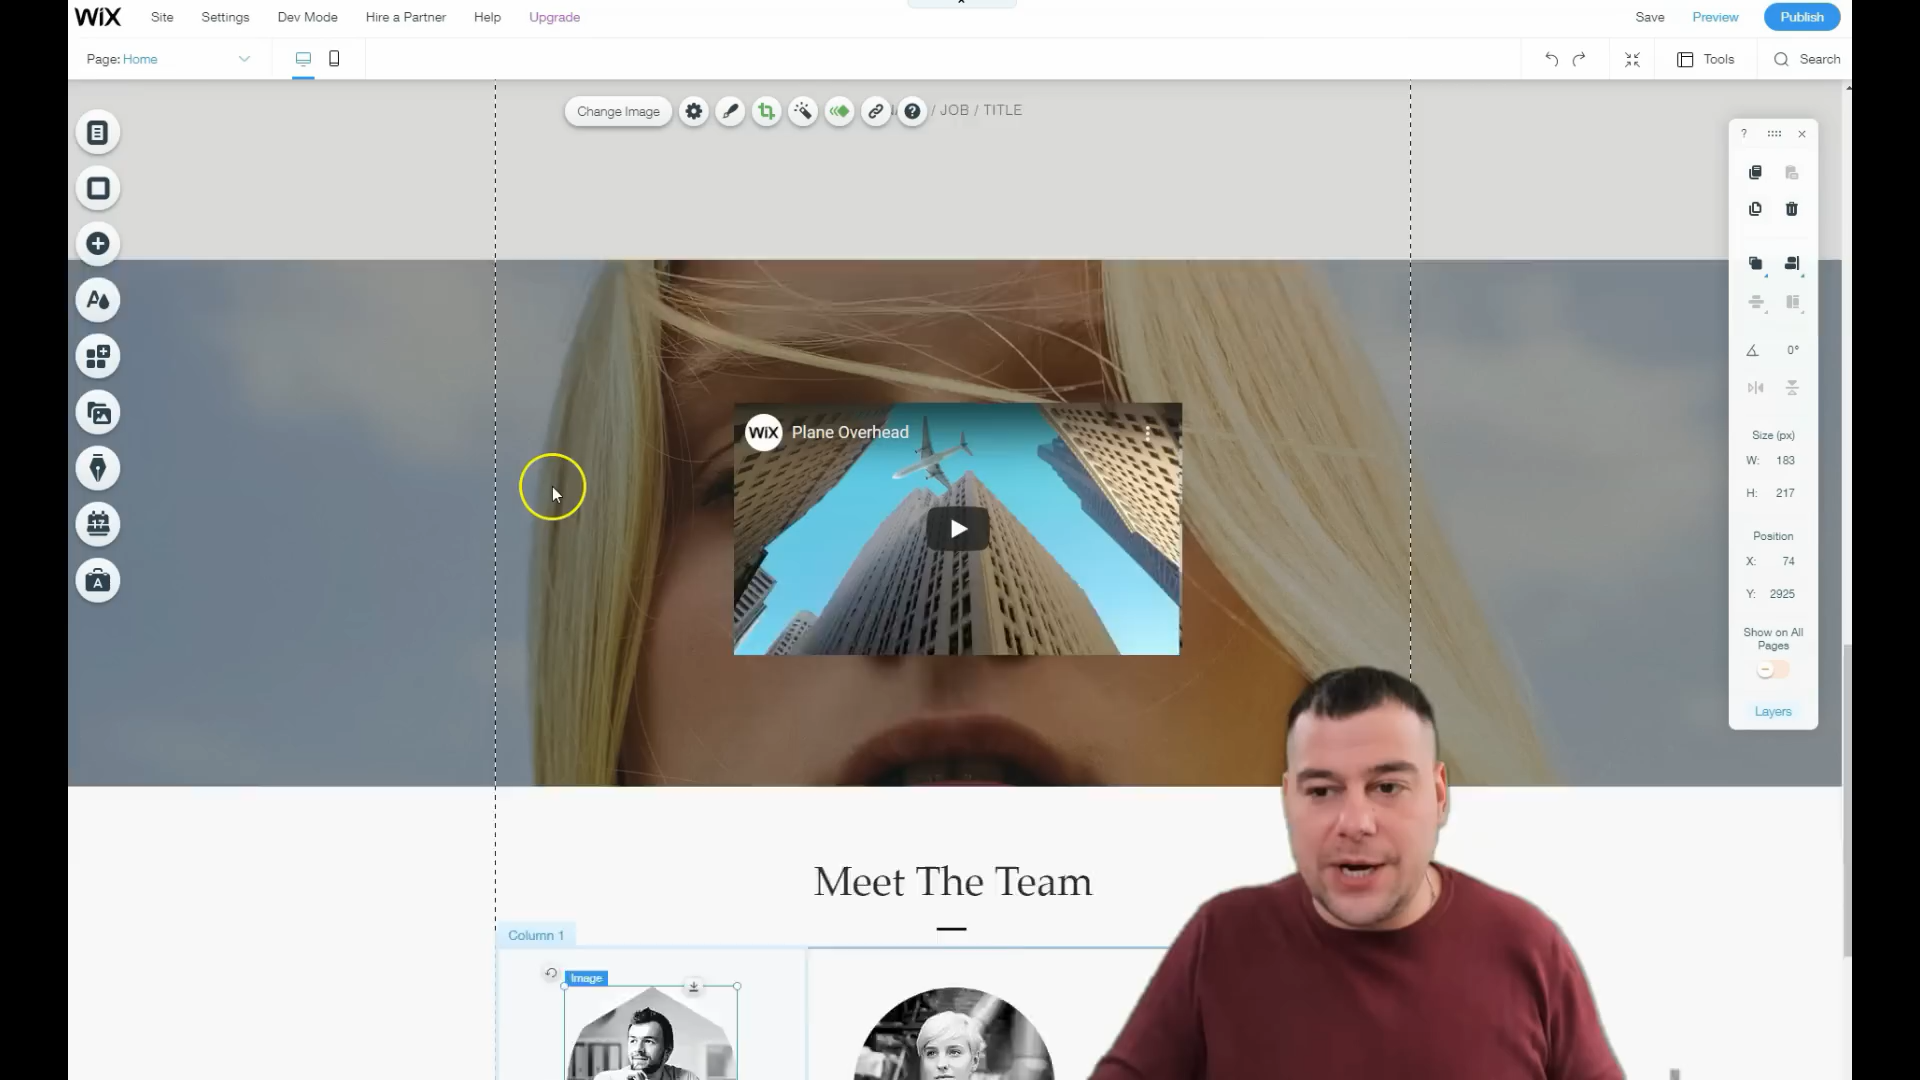 WiX
Site
Settings
Dev Mode
Hire a Partner
Help
Upgrade
Save
Preview
Publish
Page: Home
Tools
Search
Change Image
?
/ JOB / TITLE
?
A
WiX
Plane Overhead
17
A
0°
Size (px)
W: 183
H: 217
Position
X: 74
Y: 2925
Show on All
Pages
Layers
Meet The Team
Column 1
Image